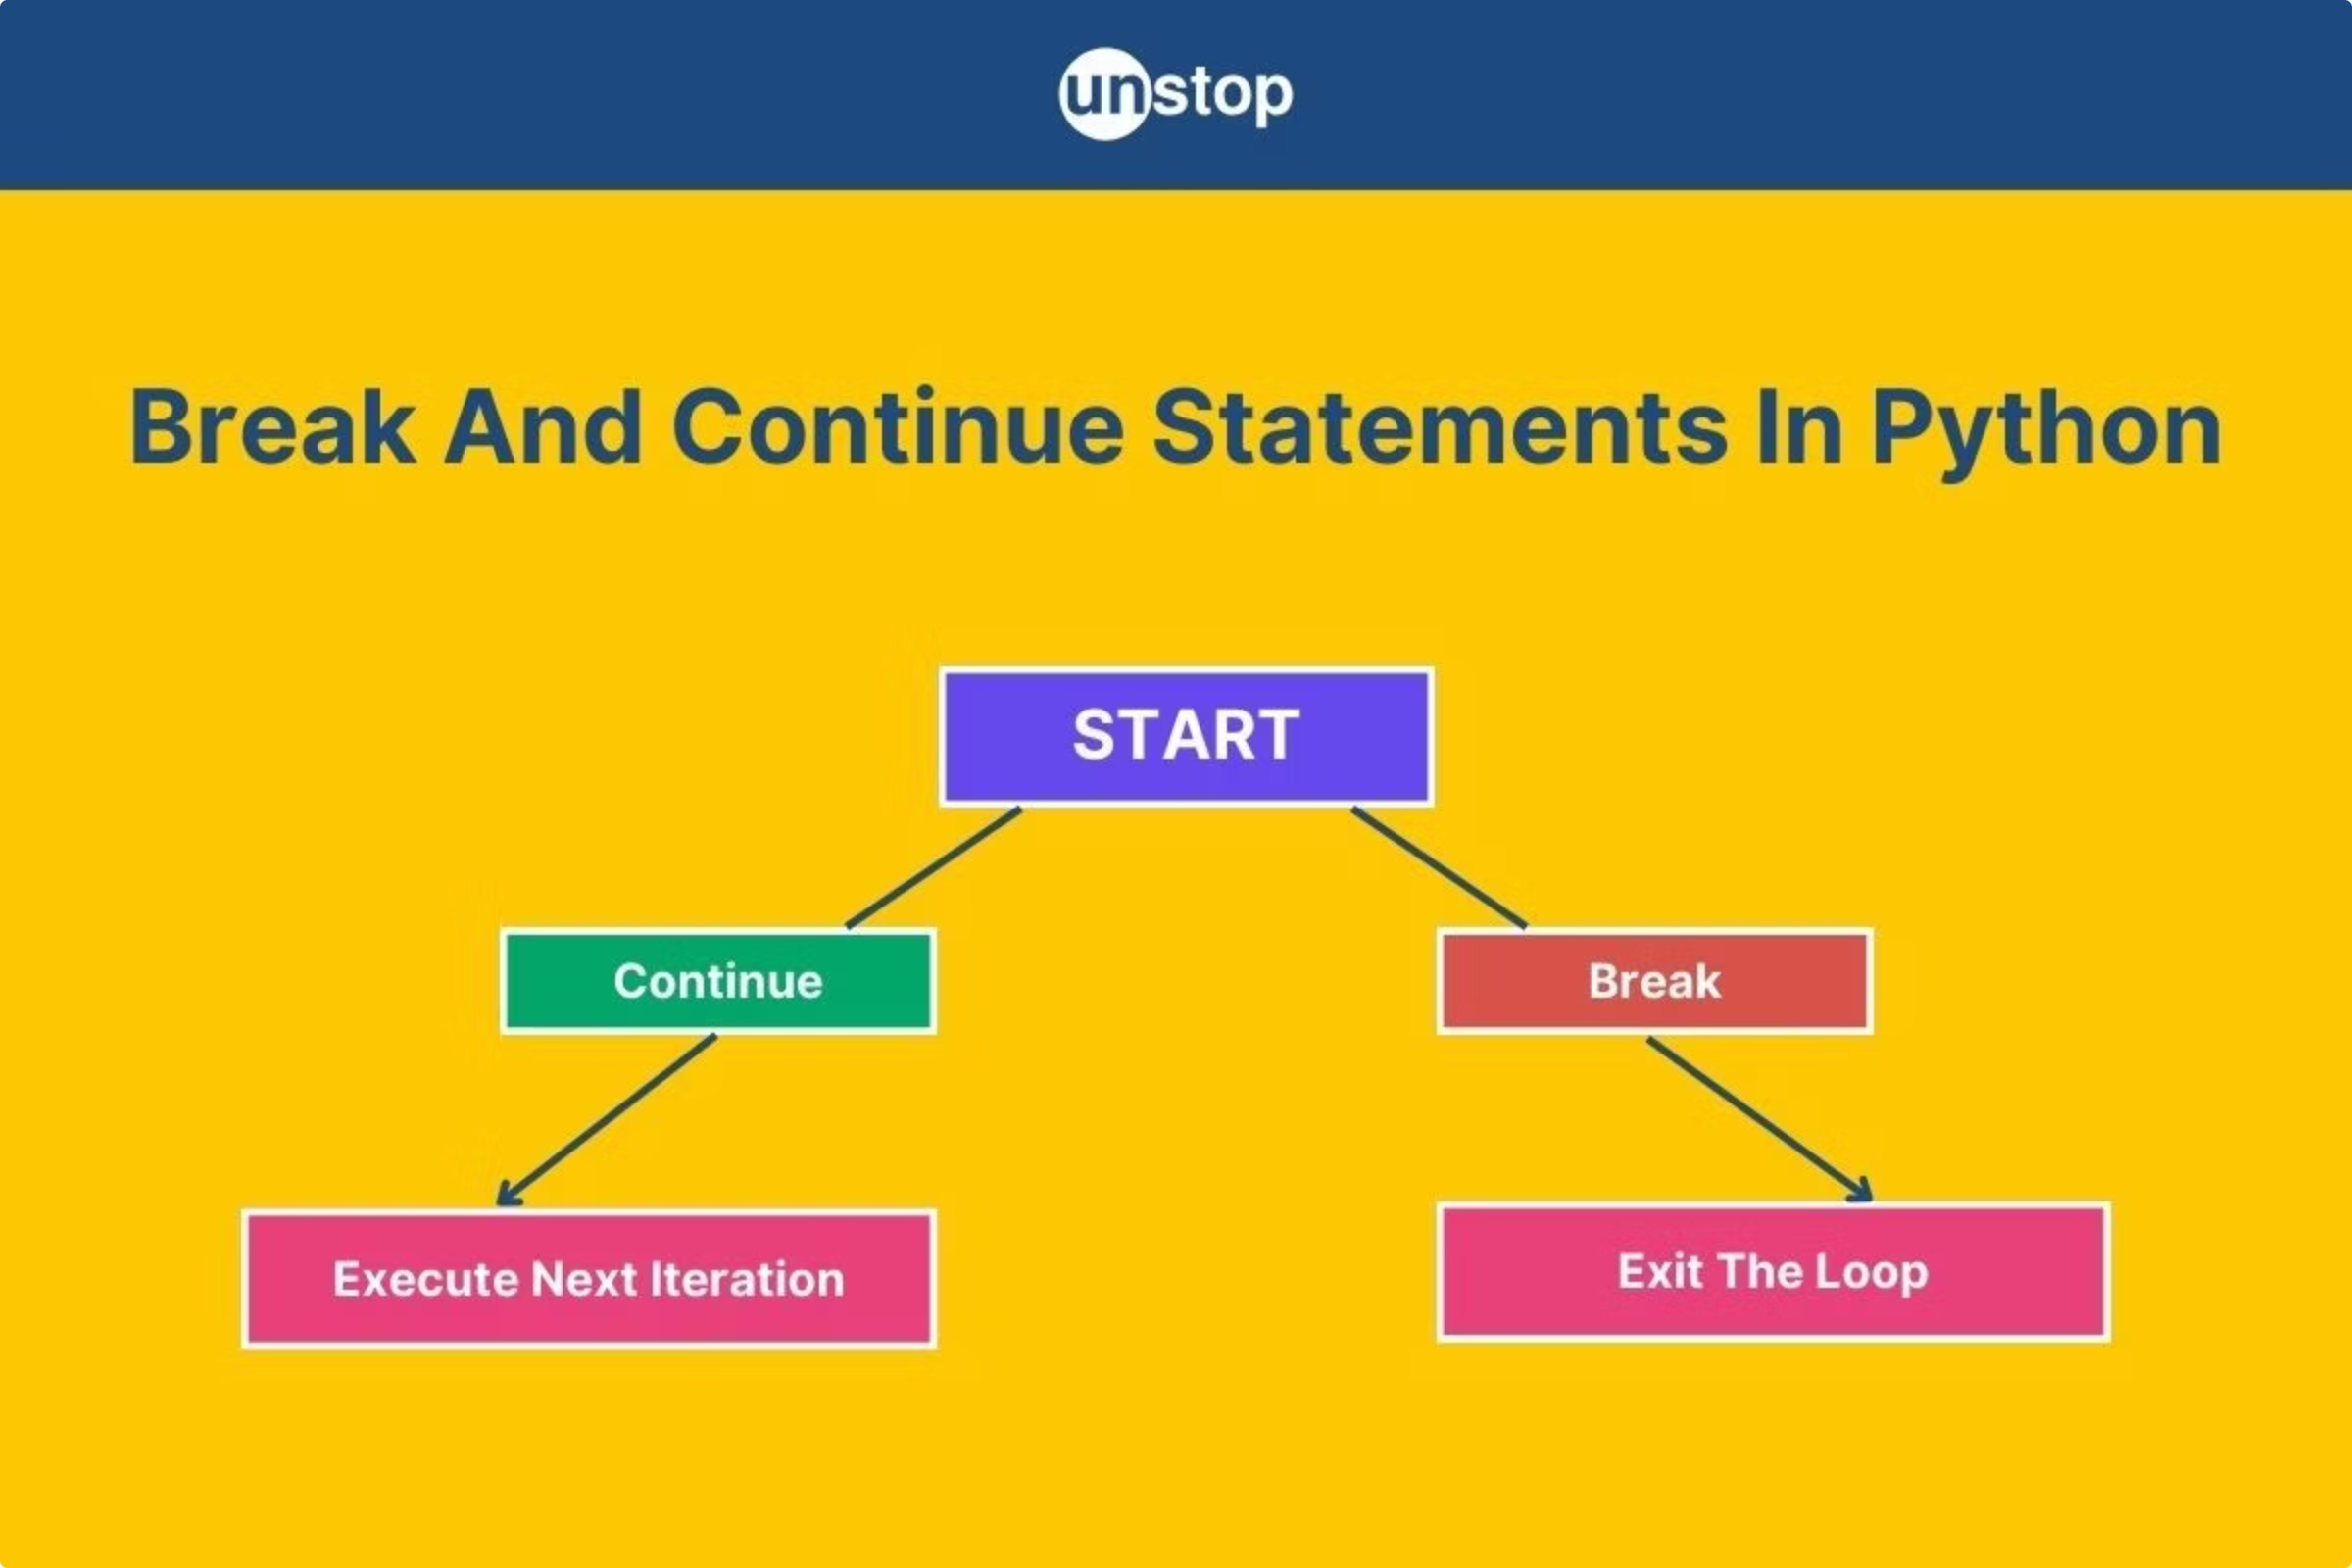 unstop
Break And Continue Statements In Python
START
Continue
Break
Execute Next Iteration
Exit The Loop